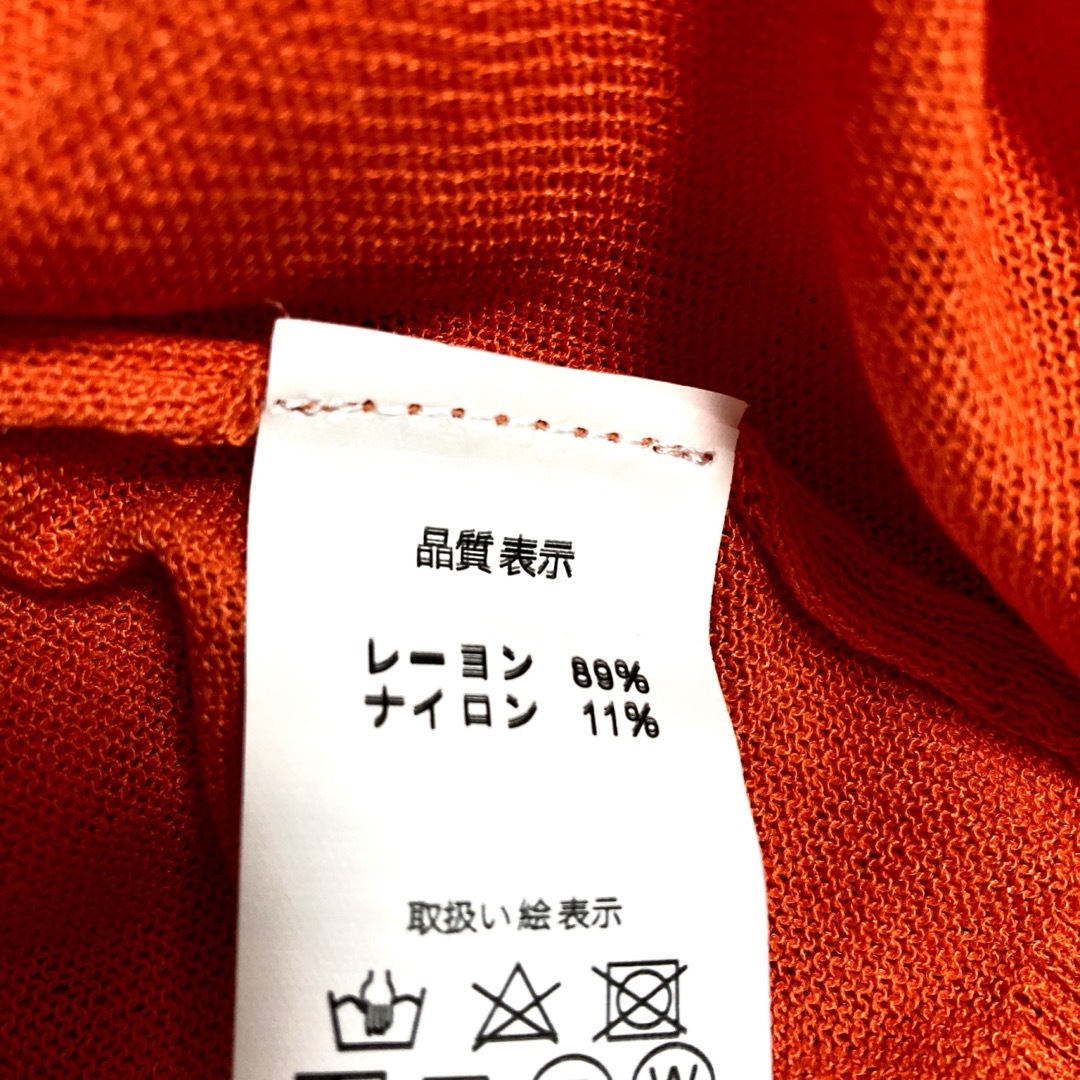 品質表示
レーヨン 89%
ナイロン 11%
取扱い絵表示
W